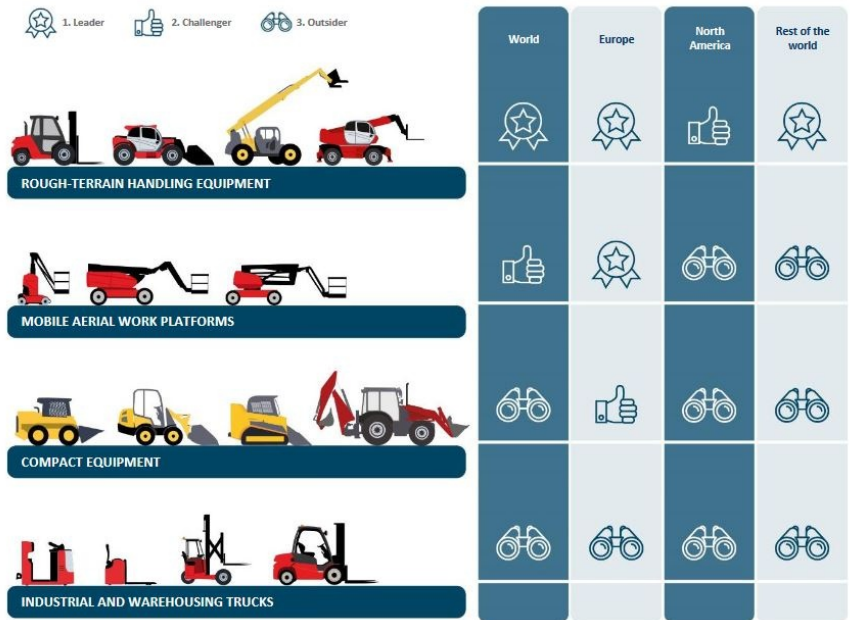 1. Leader
2. Challenger
3. Outsider
World
Europe
North
America
Rest of the
world
ROUGH-TERRAIN HANDLING EQUIPMENT
MOBILE AERIAL WORK PLATFORMS
COMPACT EQUIPMENT
INDUSTRIAL AND WAREHOUSING TRUCKS